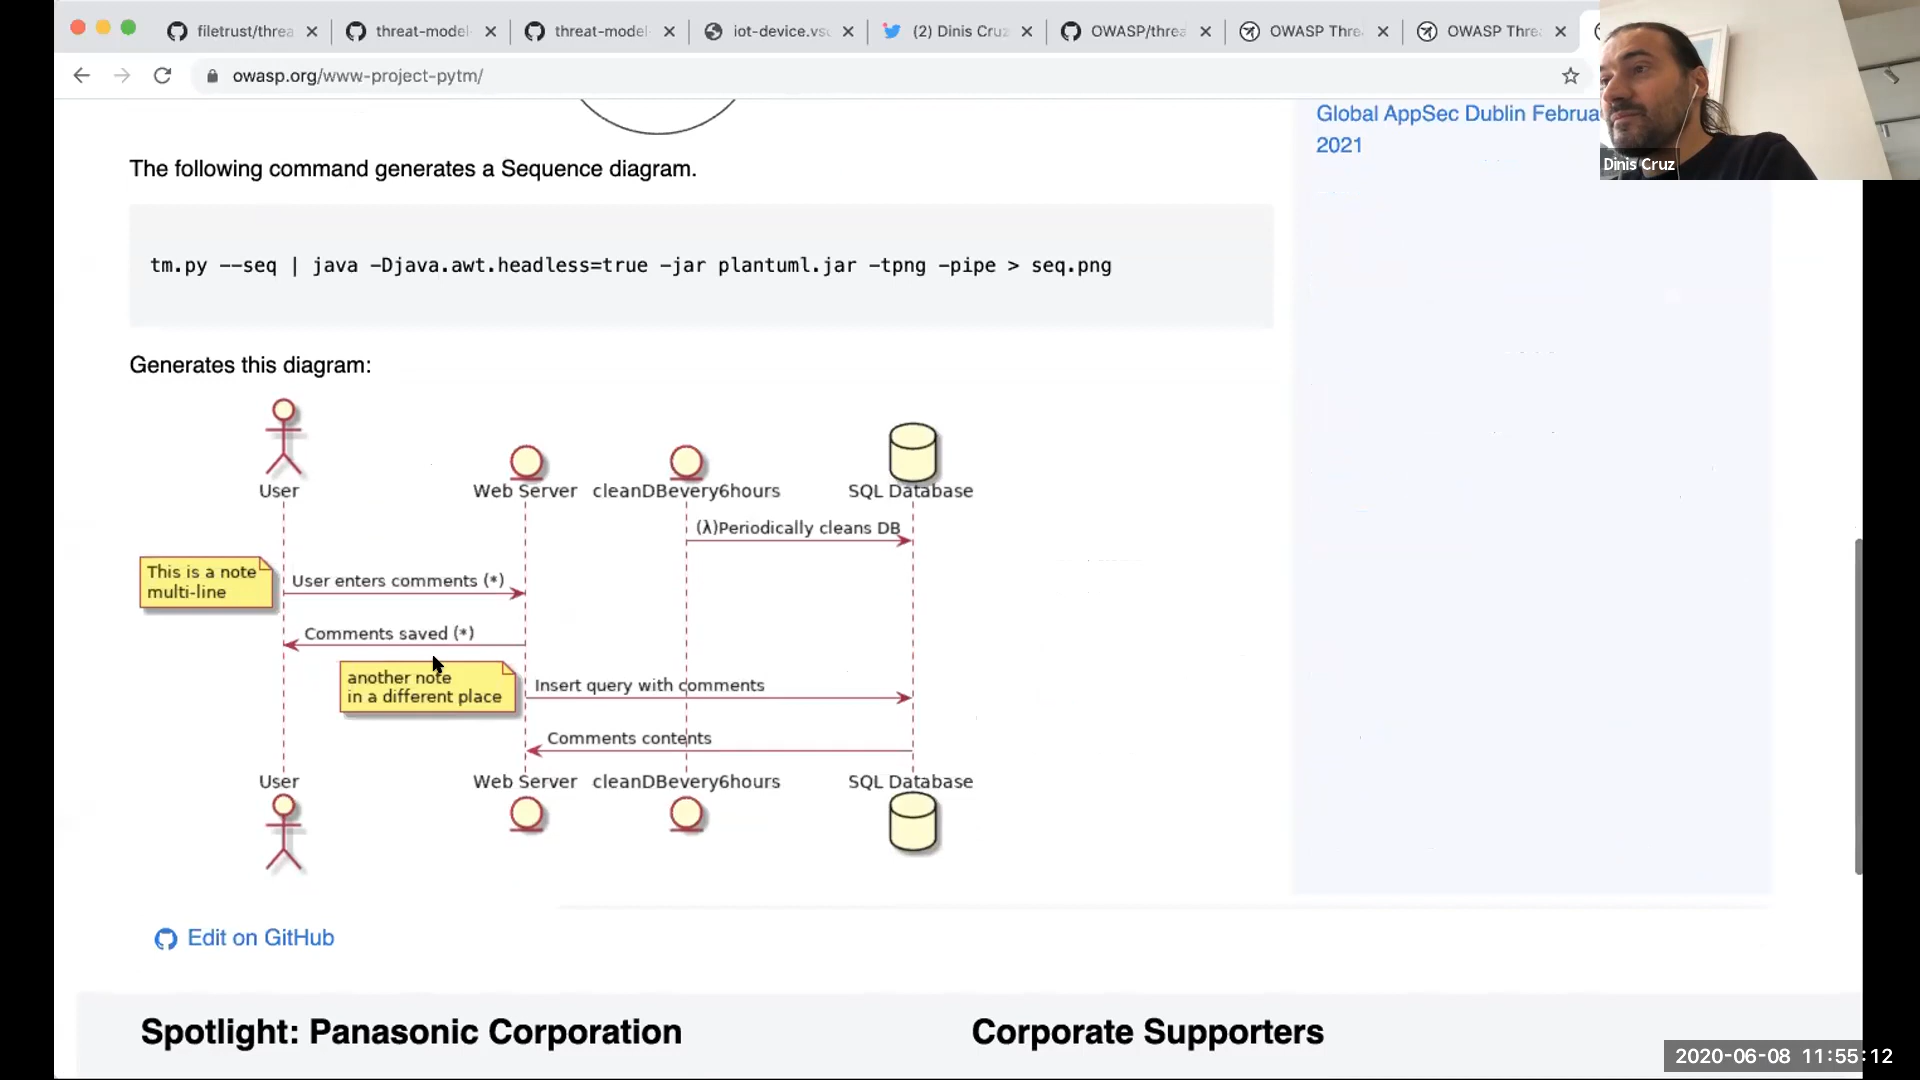 filetrust/threa
threat-model-
threat-model-
iot-device.vs
(2) Dinis Cruz
OWASP/threa
OWASP Thre
OWASP Thre
owasp.org/www-project-pytm/
Global AppSec Dublin Februa
2021
Dinis Cruz
The following command generates a Sequence diagram.
tm.py --seq | java -Djava.awt.headless=true -jar plantuml.jar -tpng -pipe > seq.png
Generates this diagram:
User
Web Server
cleanDBevery6hours
SQL Database
(λ)Periodically cleans DB
This is a note
multi-line
User enters comments (*)
Comments saved (*)
another note
in a different place
Insert query with comments
Comments contents
User
Web Server
cleanDBevery6hours
SQL Database
Edit on GitHub
Spotlight: Panasonic Corporation
Corporate Supporters
2020-06-08 11:55:12